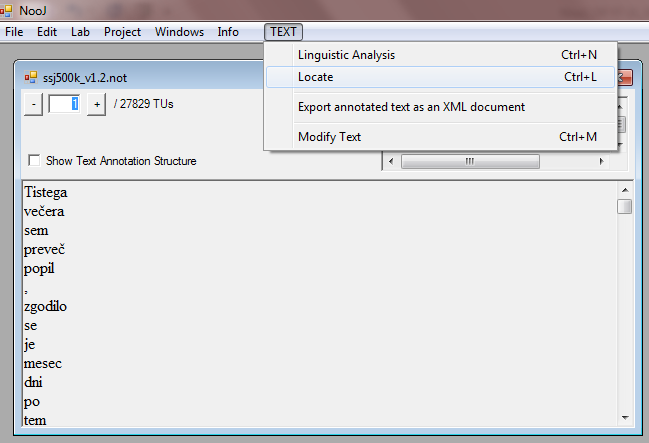 NooJ
File Edit Lab Project Windows Info TEXT
Linguistic Analysis Ctrl+N
Locate Ctrl+L
Export annotated text as an XML document
Modify Text Ctrl+M
ssj500k_v1.2.not
- 1 + / 27829 TUs
Show Text Annotation Structure
Tistega
večera
sem
preveč
popil
,
zgodilo
se
je
mesec
dni
po
tem